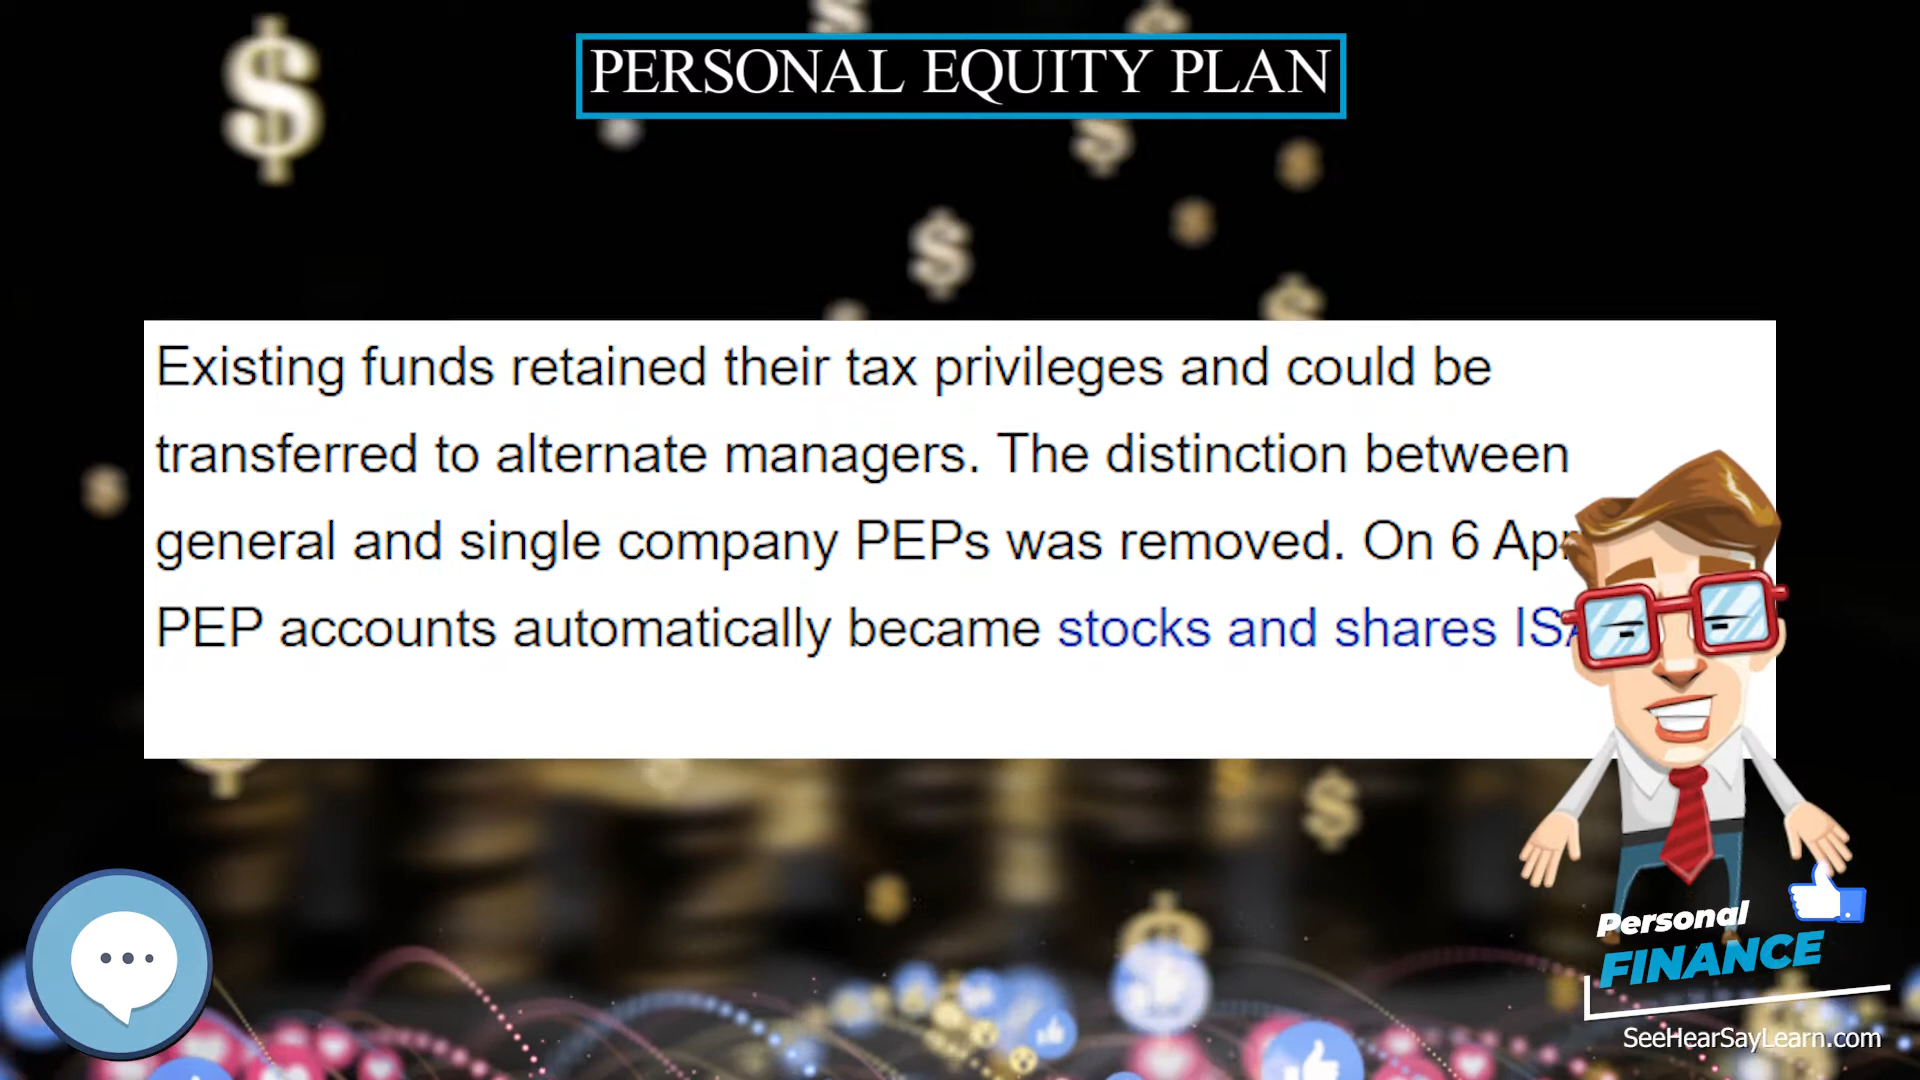 PERSONAL EQUITY PLAN
Existing funds retained their tax privileges and could be
transferred to alternate managers. The distinction between
general and single company PEPs was removed. On 6
PEP accounts automatically became stocks and shares
Personal
FINANCE
SeeHearSayLearn.com